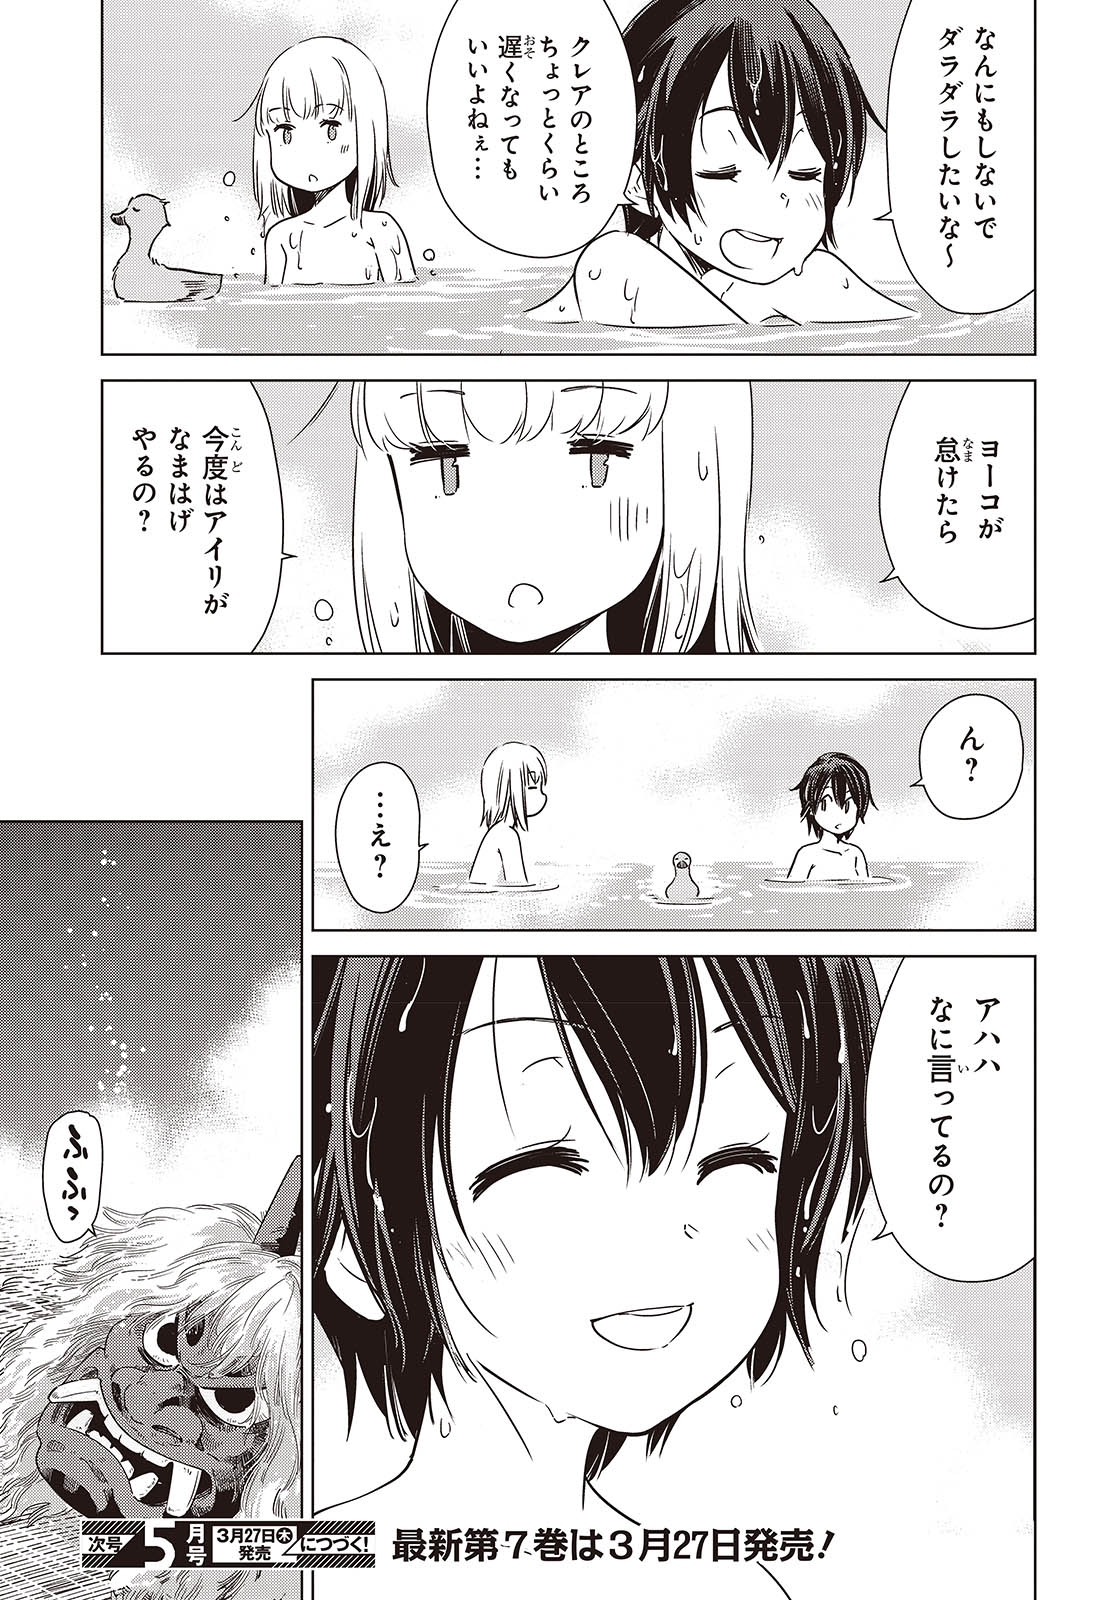 なんにもしないで
ダラダラしたいな〜
クレアのところ
ちょっとくらい
遅くなっても
いいよねぇ…
ヨーコが
怠けたら
今度はアイリが
なまはげ
やるの？
ん？
…え？
アハハ
なに言ってるの？
ふふっ
次号5月号 3月27日㊍発売 につづく！
最新第7巻は3月27日発売！